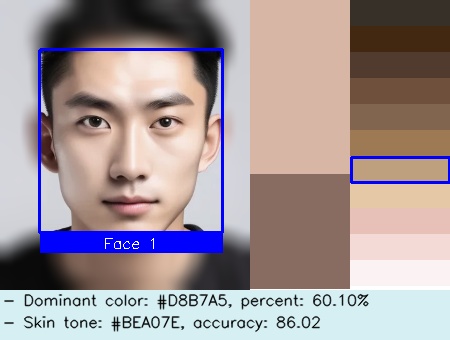 Face 1
− Dominant color: #D8B7A5, percent: 60.10%
− Skin tone: #BEA07E, accuracy: 86.02